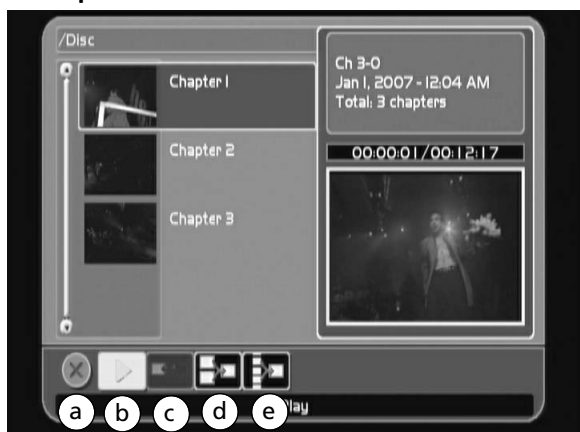 /Disc
Ch 3-0
Jan 1, 2007 - 12:04 AM
Total: 3 chapters
Chapter 1
00:00:01/00:12:17
Chapter 2
Chapter 3
a b c d e